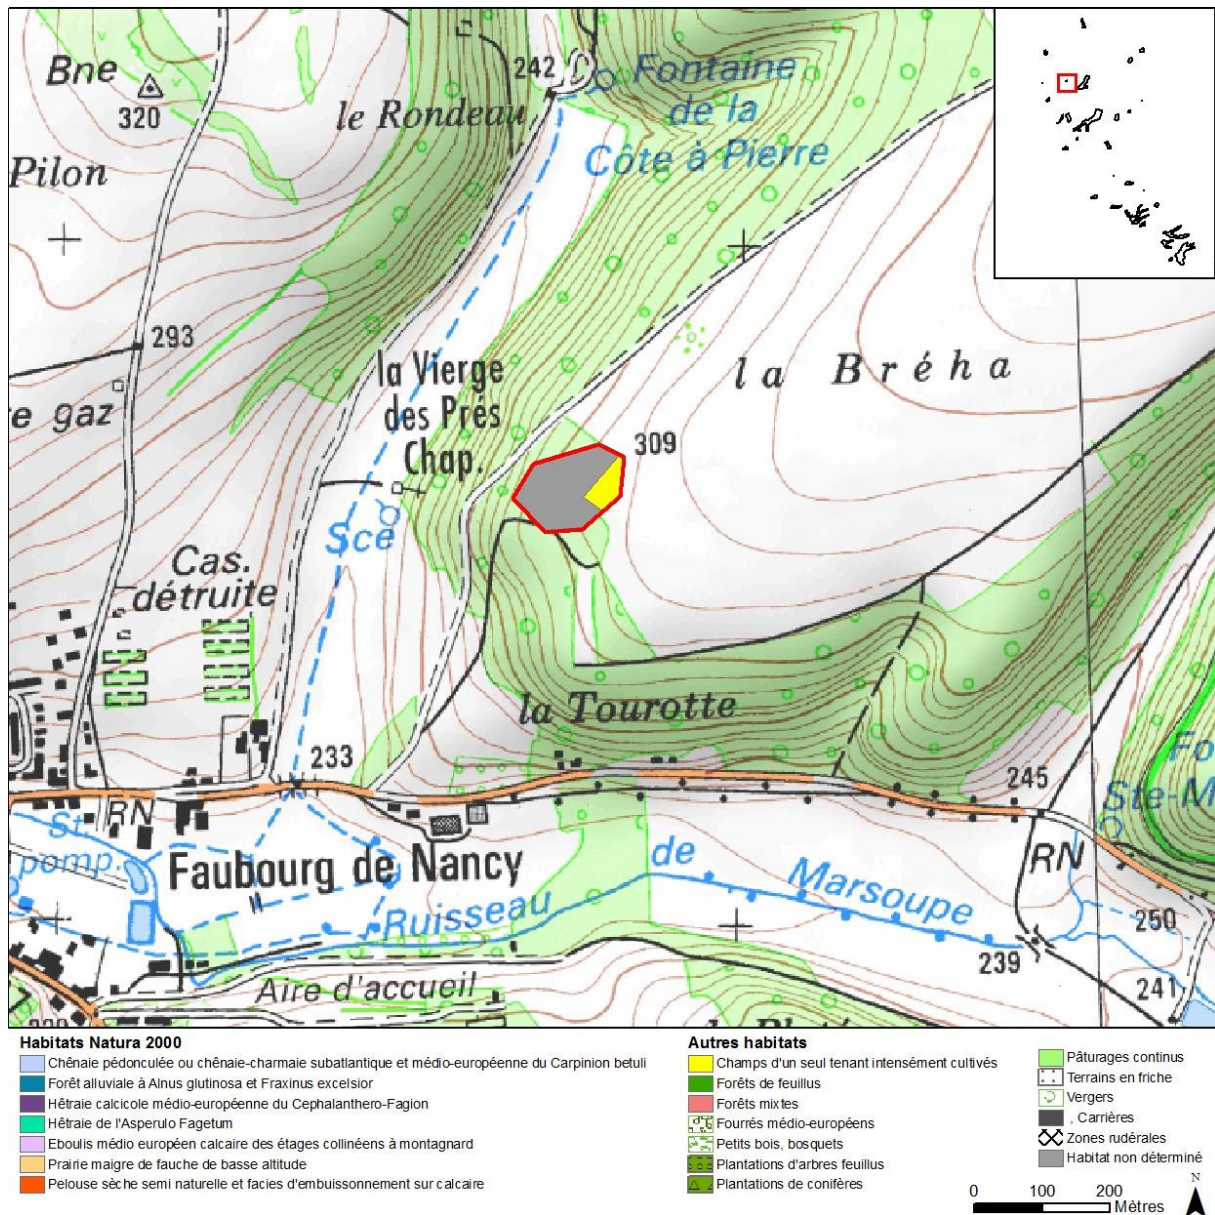 Bne
320
Pilon
242
le Rondeau
Fontaine
de la
Côte à Pierre
293
e gaz
la Vierge
des Prés
Chap.
la Bréha
309
Sce
Cas.
détruite
la Tourotte
233
245
RN
St.
pomp.
Faubourg de Nancy
Ruisseau
de
Marsoupe
RN
Fo
Ste-M
250
239
241
Aire d'accueil
Habitats Natura 2000
Chênaie pédonculée ou chênaie-charmaie subatlantique et médio-européenne du Carpinion betuli
Forêt alluviale à Alnus glutinosa et Fraxinus excelsior
Hêtraie calcicole médio-européenne du Cephalanthero-Fagion
Hêtraie de l'Asperulo Fagetum
Eboulis médio européen calcaire des étages collinéens à montagnard
Prairie maigre de fauche de basse altitude
Pelouse sèche semi naturelle et facies d'embuissonnement sur calcaire
Autres habitats
Champs d'un seul tenant intensément cultivés
Forêts de feuillus
Forêts mixtes
Fourrés médio-européens
Petits bois, bosquets
Plantations d'arbres feuillus
Plantations de conifères
Pâturages continus
Terrains en friche
Vergers
, Carrières
Zones rudérales
Habitat non déterminé
N
0 100 200
Mètres